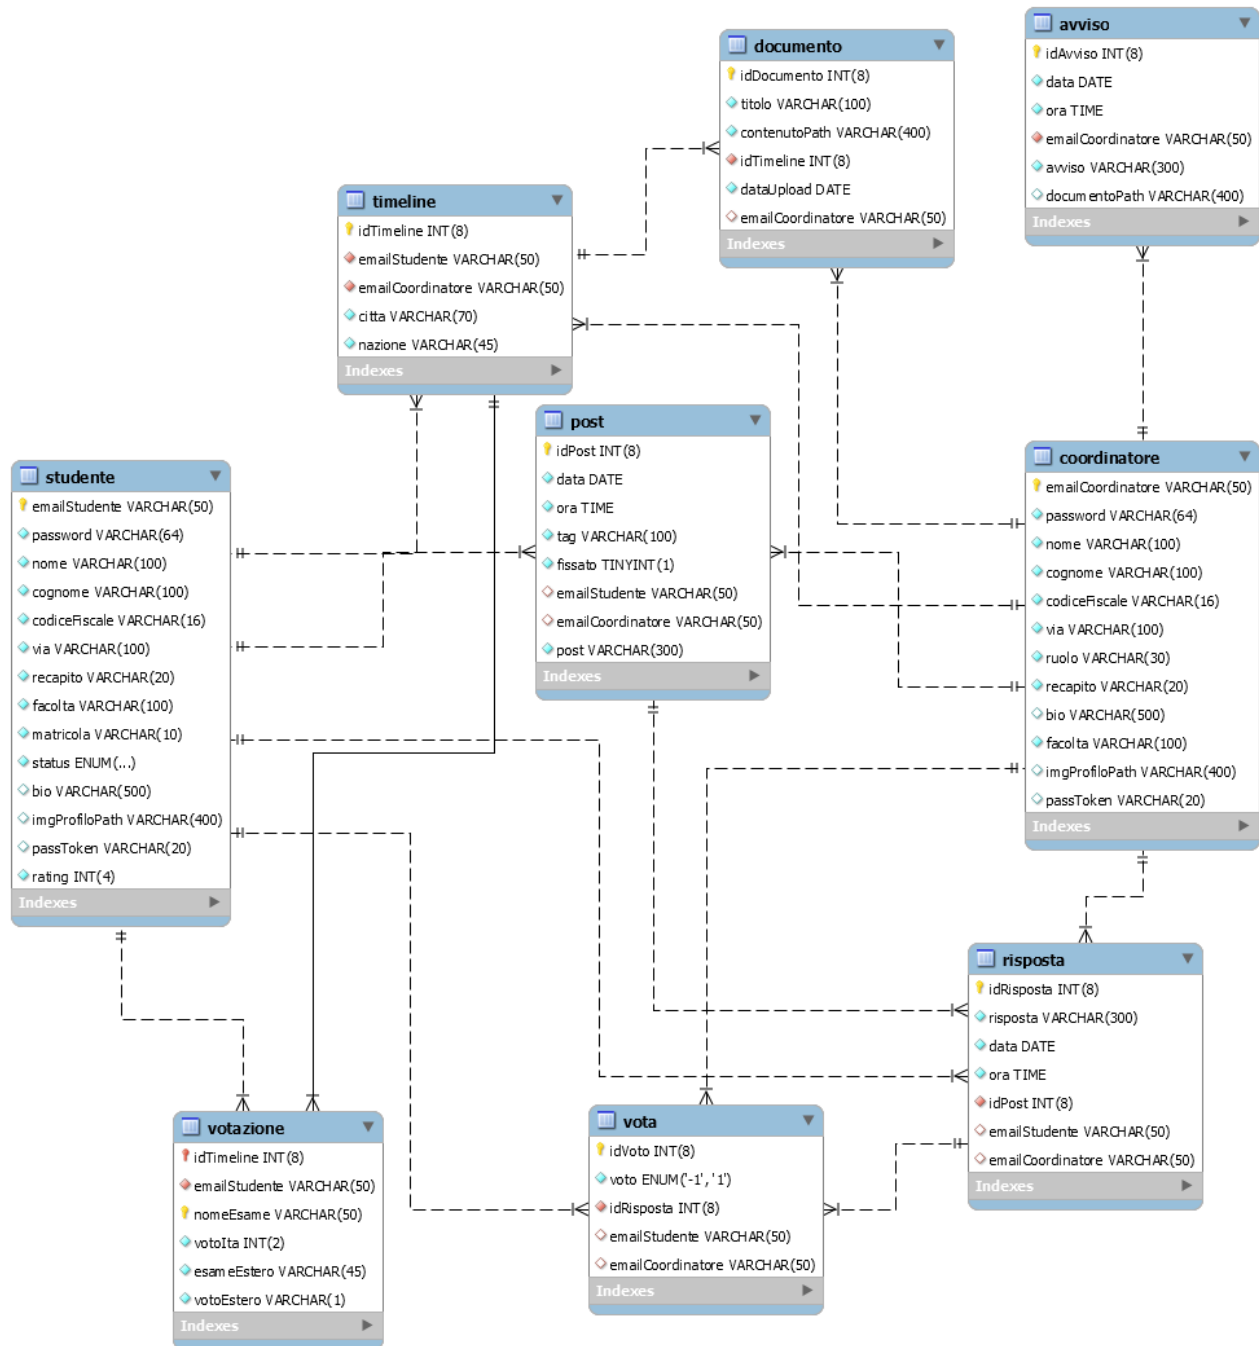 avviso
idAvviso INT(8)
data DATE
ora TIME
emailCoordinatore VARCHAR(50)
avviso VARCHAR(300)
documentoPath VARCHAR(400)
Indexes
documento
idDocumento INT(8)
titolo VARCHAR(100)
contenutoPath VARCHAR(400)
idTimeline INT(8)
dataUpload DATE
emailCoordinatore VARCHAR(50)
Indexes
timeline
idTimeline INT(8)
emailStudente VARCHAR(50)
emailCoordinatore VARCHAR(50)
citta VARCHAR(70)
nazione VARCHAR(45)
Indexes
post
idPost INT(8)
data DATE
ora TIME
tag VARCHAR(100)
fissato TINYINT(1)
emailStudente VARCHAR(50)
emailCoordinatore VARCHAR(50)
post VARCHAR(300)
Indexes
studente
emailStudente VARCHAR(50)
password VARCHAR(64)
nome VARCHAR(100)
cognome VARCHAR(100)
codiceFiscale VARCHAR(16)
via VARCHAR(100)
recapito VARCHAR(20)
facolta VARCHAR(100)
matricola VARCHAR(10)
status ENUM(...)
bio VARCHAR(500)
imgProfiloPath VARCHAR(400)
passToken VARCHAR(20)
rating INT(4)
Indexes
coordinatore
emailCoordinatore VARCHAR(50)
password VARCHAR(64)
nome VARCHAR(100)
cognome VARCHAR(100)
codiceFiscale VARCHAR(16)
via VARCHAR(100)
ruolo VARCHAR(30)
recapito VARCHAR(20)
bio VARCHAR(500)
facolta VARCHAR(100)
imgProfiloPath VARCHAR(400)
passToken VARCHAR(20)
Indexes
risposta
idRisposta INT(8)
risposta VARCHAR(300)
data DATE
ora TIME
idPost INT(8)
emailStudente VARCHAR(50)
emailCoordinatore VARCHAR(50)
Indexes
votazione
idTimeline INT(8)
emailStudente VARCHAR(50)
nomeEsame VARCHAR(50)
votoIta INT(2)
esameEstero VARCHAR(45)
votoEstero VARCHAR(1)
Indexes
vota
idVoto INT(8)
voto ENUM('-1','1')
idRisposta INT(8)
emailStudente VARCHAR(50)
emailCoordinatore VARCHAR(50)
Indexes